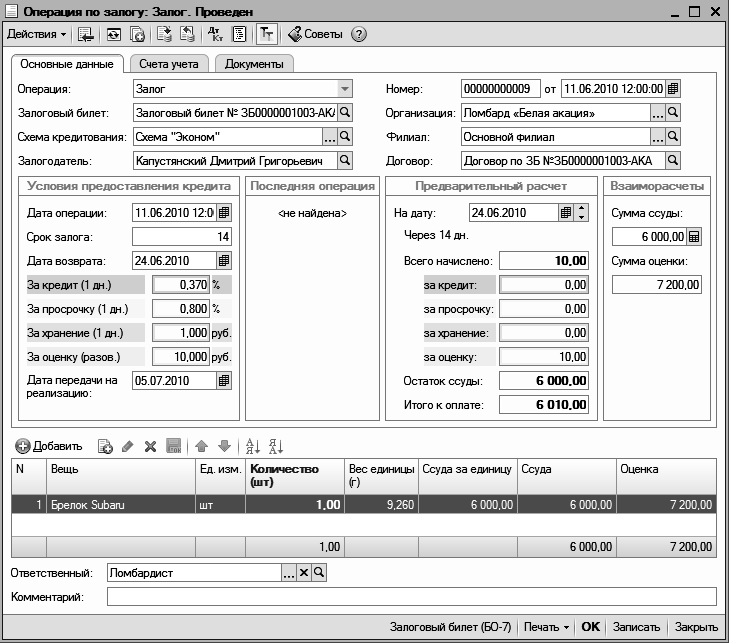 Операция по залогу: Залог. Проведен
Действия Дт Кт Советы
Основные данные Счета учета Документы
Операция: Залог Номер: 00000000009 от 11.06.2010 12:00:00
Залоговый билет: Залоговый билет № ЗБ0000001003-АКА Организация: Ломбард «Белая акация»
Схема кредитования: Схема "Эконом" Филиал: Основной филиал
Залогодатель: Капустянский Дмитрий Григорьевич Договор: Договор по ЗБ №ЗБ0000001003-АКА
Условия предоставления кредита Последняя операция Предварительный расчет Взаиморасчеты
Дата операции: 11.06.2010 12:0 <не найдена> На дату: 24.06.2010 Сумма ссуды:
Срок залога: 14 Через 14 дн. 6 000,00
Дата возврата: 24.06.2010 Всего начислено: 10,00 Сумма оценки:
За кредит (1 дн.) 0,370 % за кредит: 0,00 7 200,00
За просрочку (1 дн.) 0,800 % за просрочку: 0,00
За хранение (1 дн.) 1,000 руб. за хранение: 0,00
За оценку (разов.) 10,000 руб. за оценку: 10,00
Дата передачи на реализацию: 05.07.2010 Остаток ссуды: 6 000,00
Итого к оплате: 6 010,00
Добавить
N Вещь Ед. изм. Количество (шт) Вес единицы (г) Ссуда за единицу Ссуда Оценка
1 Брелок Subaru шт 1,00 9,260 6 000,00 6 000,00 7 200,00
1,00 6 000,00 7 200,00
Ответственный: Ломбардист
Комментарий:
Залоговый билет (БО-7) Печать OK Записать Закрыть